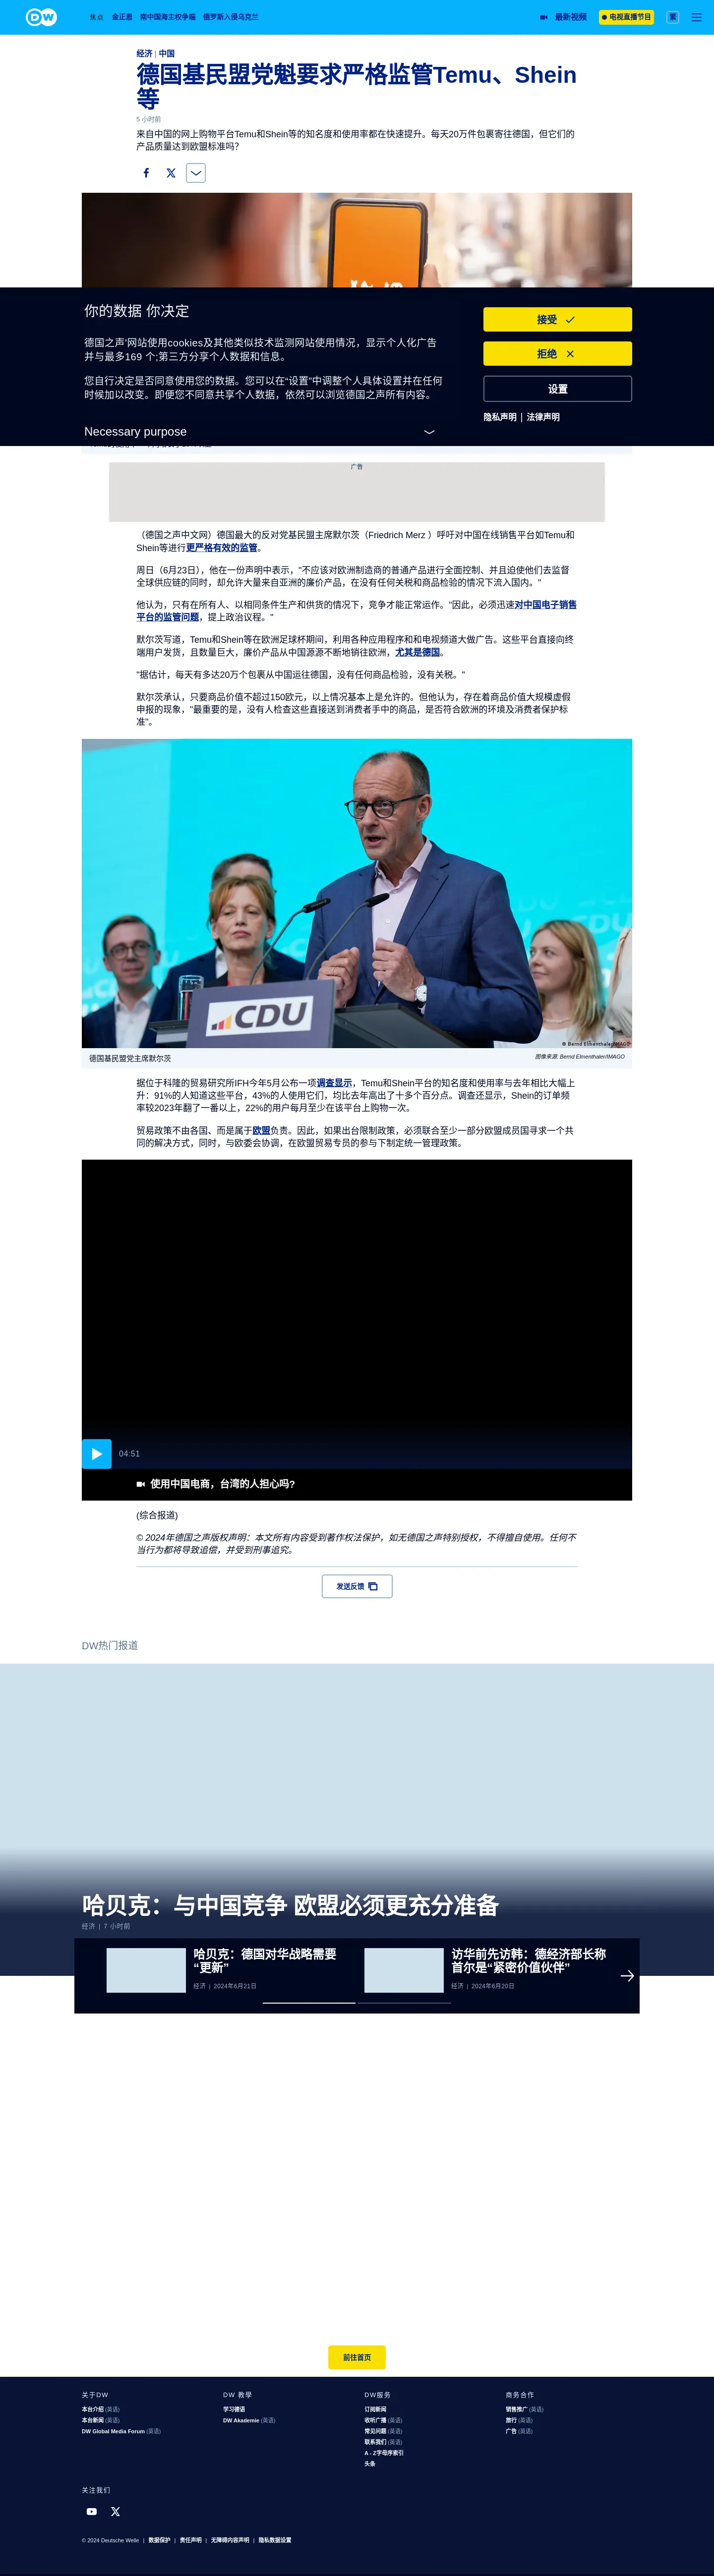 DW
焦点 金正恩 南中国海主权争端 俄罗斯入侵乌克兰
最新视频 电视直播节目 繁
经济 | 中国
德国基民盟党魁要求严格监管Temu、Shein
等
5 小时前
来自中国的网上购物平台Temu和Shein等的知名度和使用率都在快速提升。每天20万件包裹寄往德国，但它们的
产品质量达到欧盟标准吗？
你的数据 你决定
德国之声'网站使用cookies及其他类似技术监测网站使用情况，显示个人化广告
并与最多169 个;第三方分享个人数据和信息。
您自行决定是否同意使用您的数据。您可以在“设置”中调整个人具体设置并在任何
时候加以改变。即便您不同意共享个人数据，依然可以浏览德国之声所有内容。
Necessary purpose
接受
拒绝
设置
隐私声明 | 法律声明
广告
（德国之声中文网）德国最大的反对党基民盟主席默尔茨（Friedrich Merz ）呼吁对中国在线销售平台如Temu和
Shein等进行更严格有效的监管。
周日（6月23日），他在一份声明中表示，"不应该对欧洲制造商的普通产品进行全面控制、并且迫使他们去监督
全球供应链的同时，却允许大量来自亚洲的廉价产品，在没有任何关税和商品检验的情况下流入国内。"
他认为，只有在所有人、以相同条件生产和供货的情况下，竞争才能正常运作。"因此，必须迅速对中国电子销售
平台的监管问题，提上政治议程。"
默尔茨写道，Temu和Shein等在欧洲足球杯期间，利用各种应用程序和和电视频道大做广告。这些平台直接向终
端用户发货，且数量巨大，廉价产品从中国源源不断地销往欧洲，尤其是德国。
"据估计，每天有多达20万个包裹从中国运往德国，没有任何商品检验，没有关税。"
默尔茨承认，只要商品价值不超过150欧元，以上情况基本上是允许的。但他认为，存在着商品价值大规模虚假
申报的现象，"最重要的是，没有人检查这些直接送到消费者手中的商品，是否符合欧洲的环境及消费者保护标
准"。
CDU
© Bernd Elmenthaler/IMAGO
德国基民盟党主席默尔茨
图像来源: Bernd Elmenthaler/IMAGO
据位于科隆的贸易研究所IFH今年5月公布一项调查显示，Temu和Shein平台的知名度和使用率与去年相比大幅上
升：91%的人知道这些平台，43%的人使用它们，均比去年高出了十多个百分点。调查还显示，Shein的订单频
率较2023年翻了一番以上，22%的用户每月至少在该平台上购物一次。
贸易政策不由各国、而是属于欧盟负责。因此，如果出台限制政策，必须联合至少一部分欧盟成员国寻求一个共
同的解决方式，同时，与欧委会协调，在欧盟贸易专员的参与下制定统一管理政策。
04:51
使用中国电商，台湾的人担心吗？
(综合报道)
© 2024年德国之声版权声明：本文所有内容受到著作权法保护，如无德国之声特别授权，不得擅自使用。任何不
当行为都将导致追偿，并受到刑事追究。
发送反馈
DW热门报道
哈贝克：与中国竞争 欧盟必须更充分准备
经济 | 7 小时前
哈贝克：德国对华战略需要
“更新”
经济 | 2024年6月21日
访华前先访韩：德经济部长称
首尔是“紧密价值伙伴”
经济 | 2024年6月20日
前往首页
关于DW
本台介绍 (英语)
本台新闻 (英语)
DW Global Media Forum (英语)
DW 教學
学习德语
DW Akademie (英语)
DW服务
订阅新闻
收听广播 (英语)
常见问题 (英语)
联系我们 (英语)
A - Z字母序索引
头条
商务合作
销售推广 (英语)
旅行 (英语)
广告 (英语)
关注我们
© 2024 Deutsche Welle | 数据保护 | 责任声明 | 无障碍内容声明 | 隐私数据设置